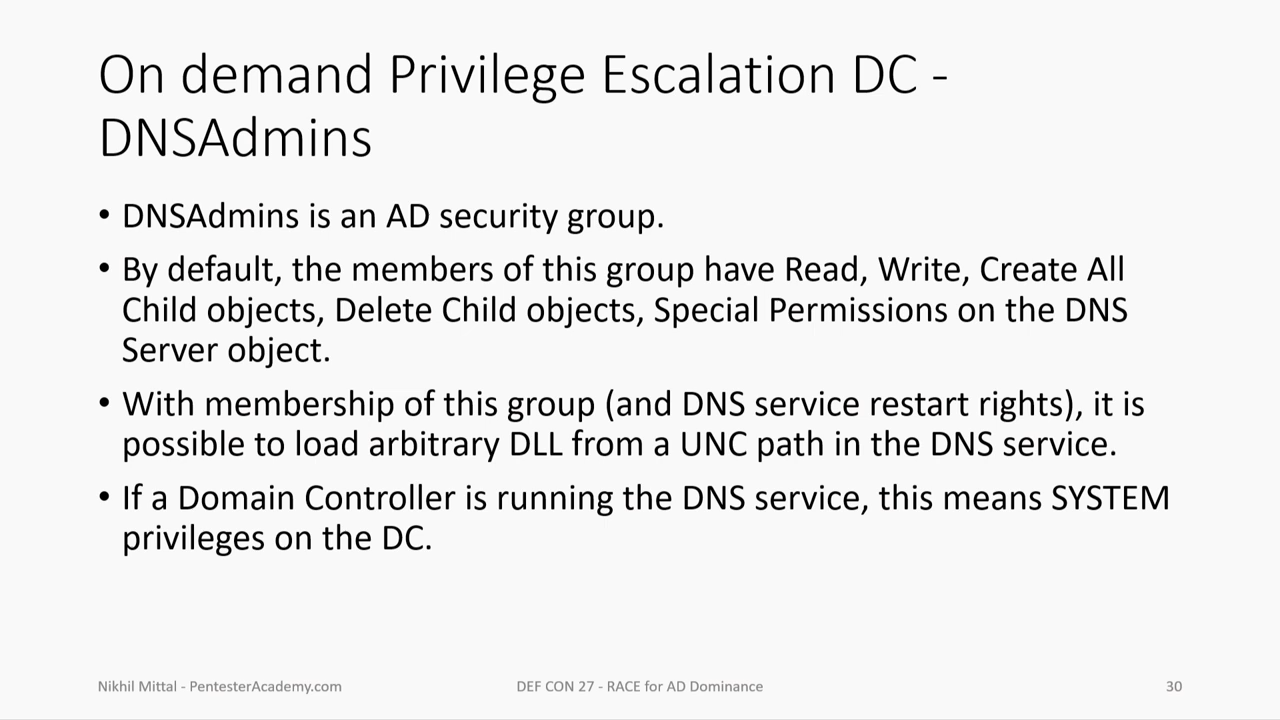 On demand Privilege Escalation DC -
DNSAdmins
• DNSAdmins is an AD security group.
• By default, the members of this group have Read, Write, Create All
Child objects, Delete Child objects, Special Permissions on the DNS
Server object.
• With membership of this group (and DNS service restart rights), it is
possible to load arbitrary DLL from a UNC path in the DNS service.
• If a Domain Controller is running the DNS service, this means SYSTEM
privileges on the DC.
Nikhil Mittal - PentesterAcademy.com
DEF CON 27 - RACE for AD Dominance
30